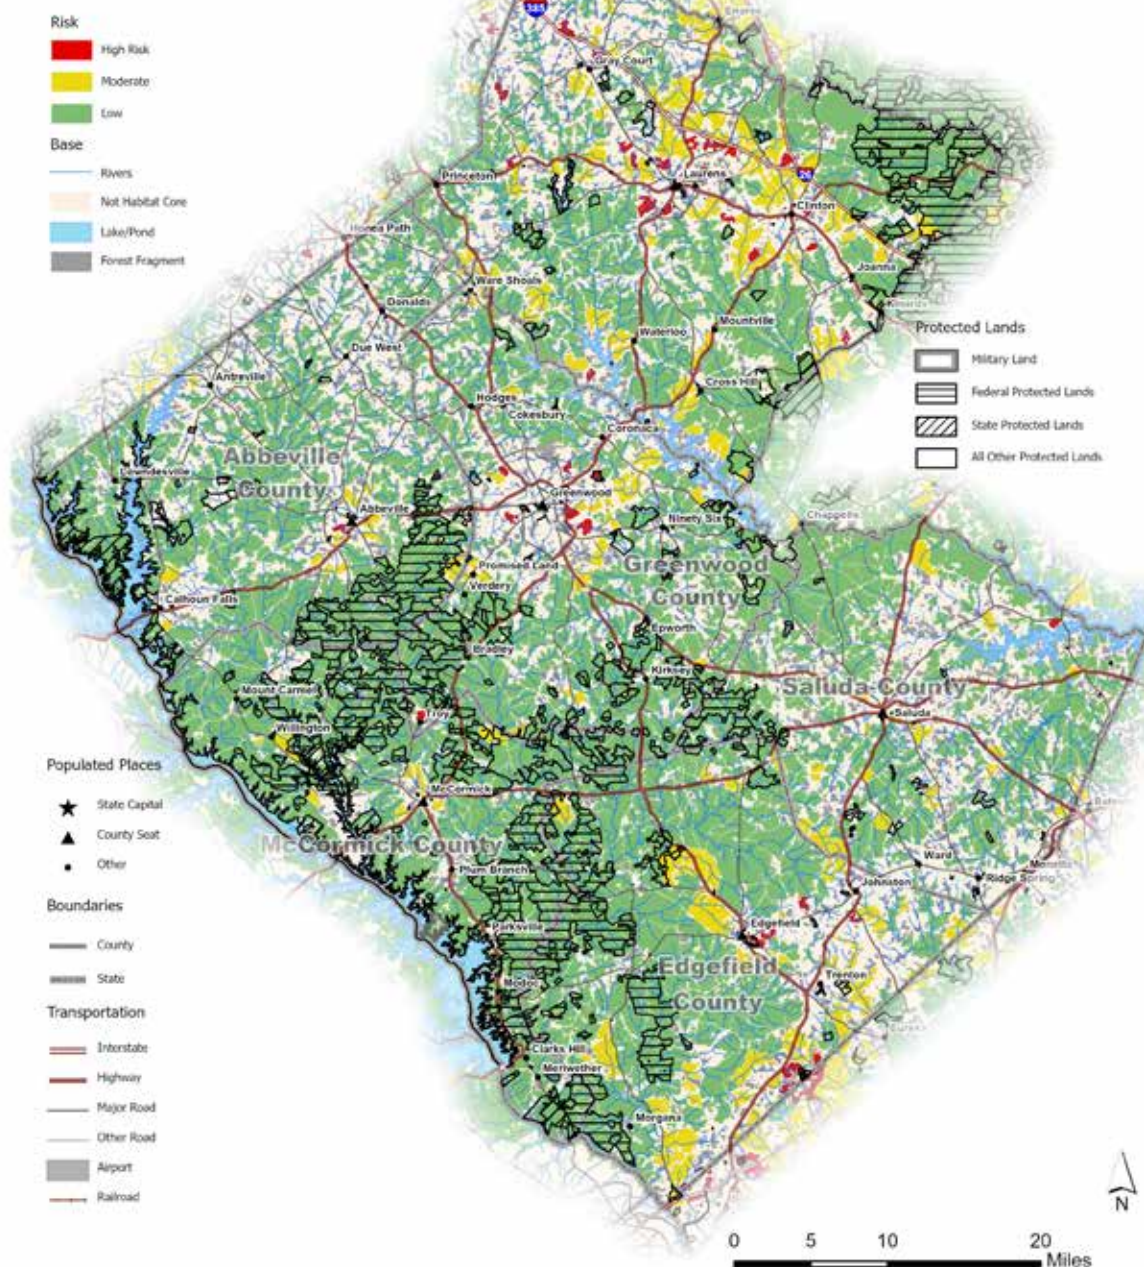 Risk
High Risk
Moderate
Low
Base
Rivers
Not Habitat Core
Lake/Pond
Forest Fragment
385
Gray Court
Princeton
Laurens
26
Clinton
Honea Path
Joanna
Ware Shoals
Donalds
Kinards
Waterloo
Mountville
Due West
Antreville
Cross Hill
Hodges
Cokesbury
Coronaca
Protected Lands
Military Land
Federal Protected Lands
State Protected Lands
All Other Protected Lands
Abbeville
County
Lowndesville
Greenwood
Abbeville
Ninety Six
Chappells
Promised Land
Verdery
Greenwood
County
Calhoun Falls
Epworth
Bradley
Kirksey
Mount Carmel
Saluda County
Troy
Saluda
Willington
McCormick
McCormick County
Plum Branch
Ward
Monetta
Ridge Spring
Johnston
Parksville
Edgefield
Edgefield
County
Modoc
Trenton
Eureka
Clarks Hill
Meriwether
Morgana
Populated Places
State Capital
County Seat
Other
Boundaries
County
State
Transportation
Interstate
Highway
Major Road
Other Road
Airport
Railroad
N
0 5 10 20
Miles